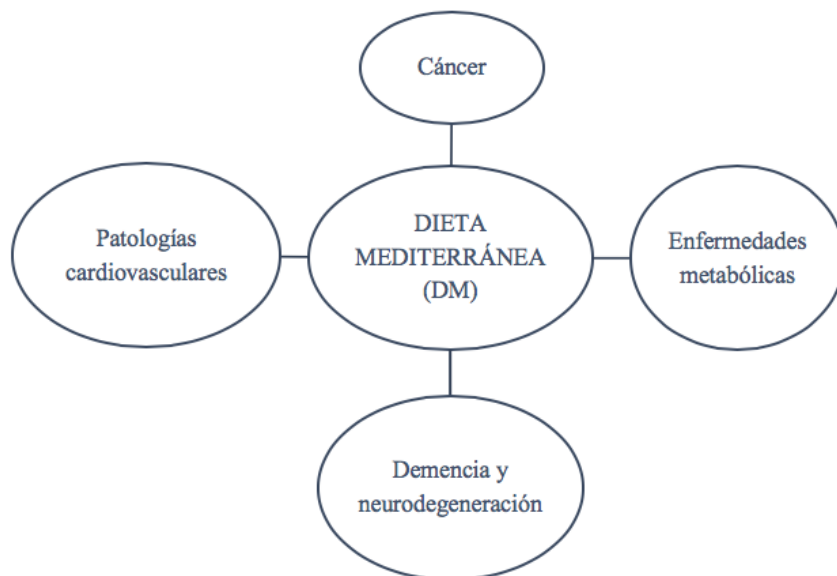 Cáncer
Patologías
cardiovasculares
DIETA
MEDITERRÁNEA
(DM)
Enfermedades
metabólicas
Demencia y
neurodegeneración